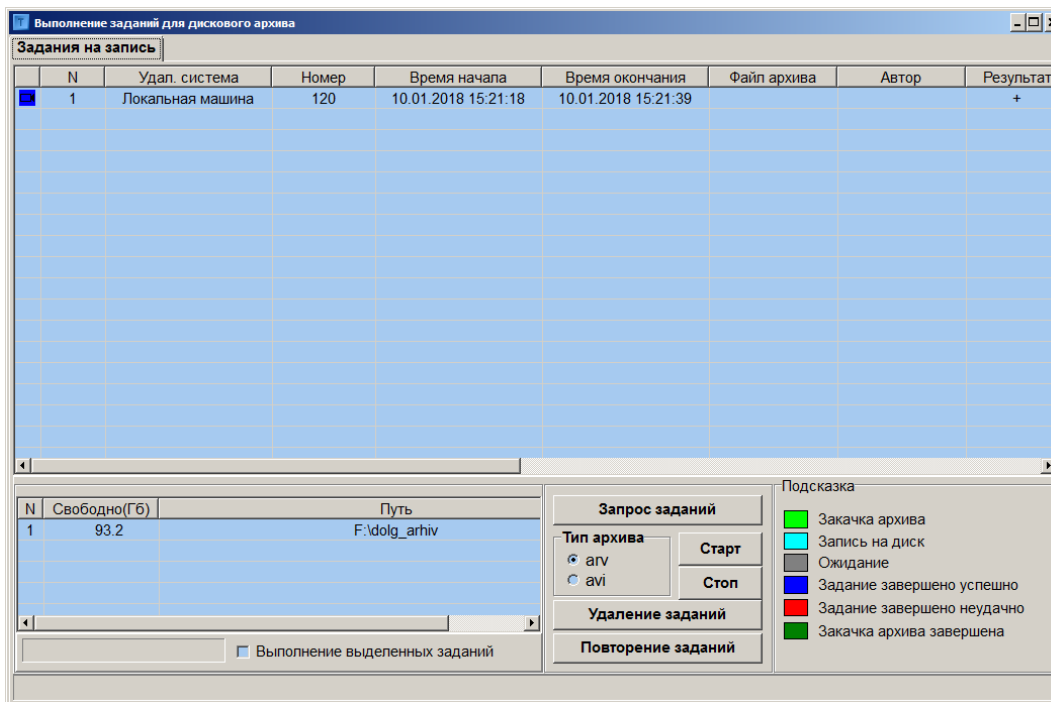 Выполнение заданий для дискового архива
Задания на запись
N Удал. система Номер Время начала Время окончания Файл архива Автор Результат
1 Локальная машина 120 10.01.2018 15:21:18 10.01.2018 15:21:39 +
N Свободно(Гб) Путь
1 93.2 F:\dolg_arhiv
Выполнение выделенных заданий
Запрос заданий
Тип архива
arv
avi
Старт
Стоп
Удаление заданий
Повторение заданий
Подсказка
Закачка архива
Запись на диск
Ожидание
Задание завершено успешно
Задание завершено неудачно
Закачка архива завершена